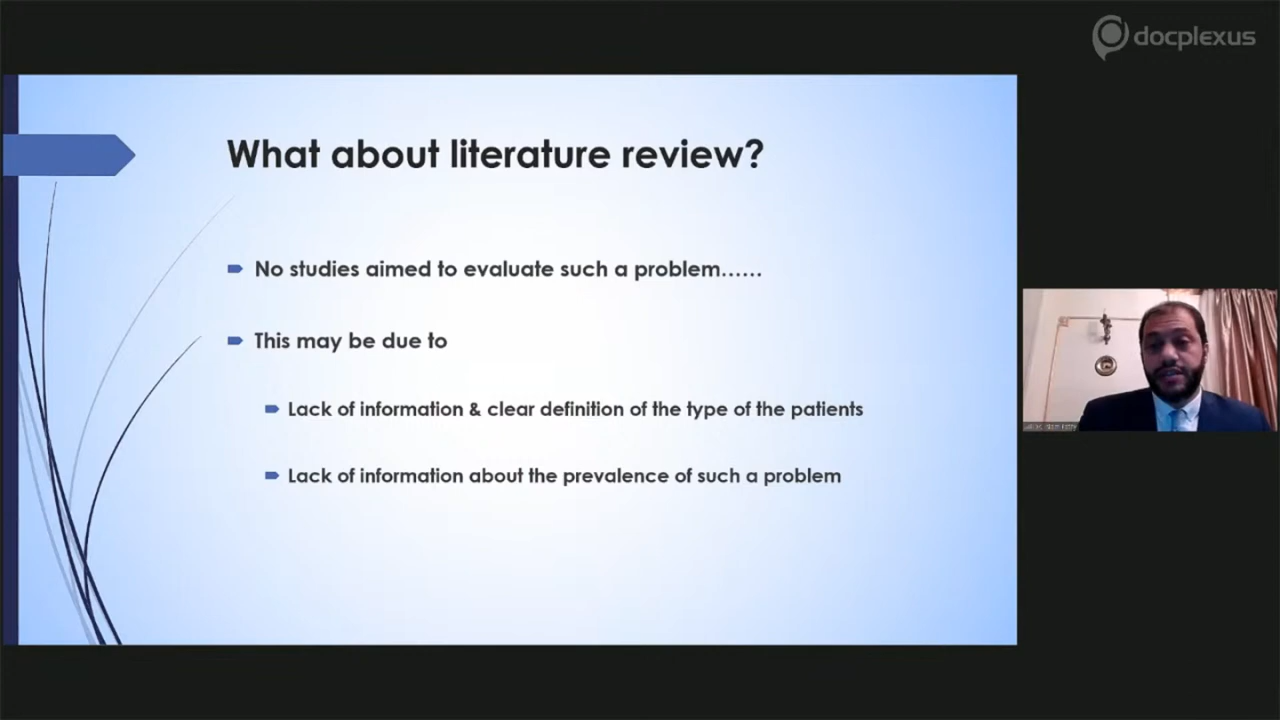 docplexus
What about literature review?
No studies aimed to evaluate such a problem......
This may be due to
Lack of information & clear definition of the type of the patients
Lack of information about the prevalence of such a problem